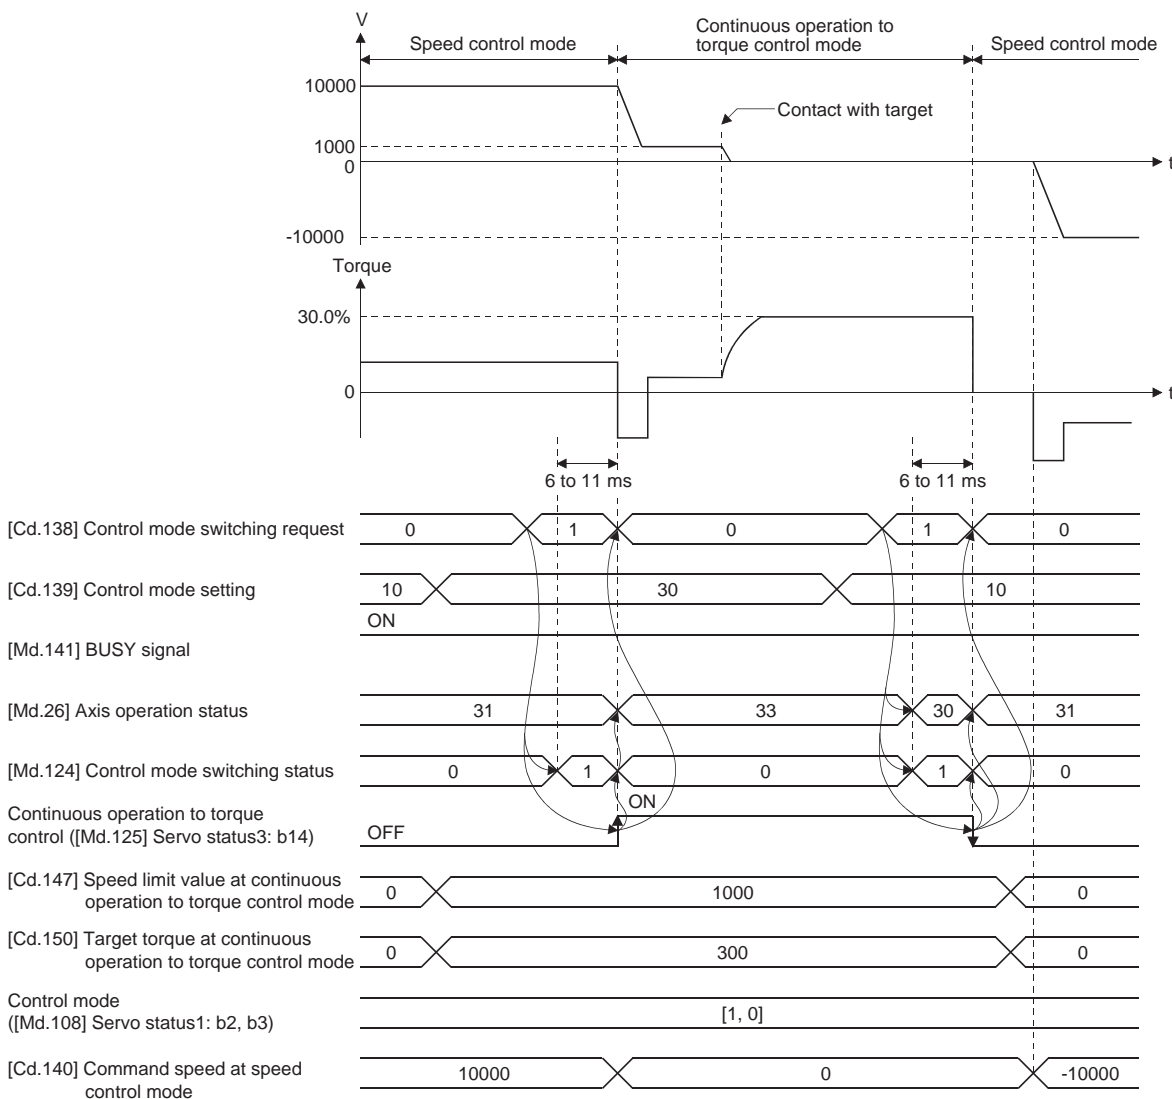 V
Speed control mode
Continuous operation to
torque control mode
Speed control mode
10000
Contact with target
1000
0
t
-10000
Torque
30.0%
0
t
6 to 11 ms
6 to 11 ms
[Cd.138] Control mode switching request
0
1
0
1
0
[Cd.139] Control mode setting
10
30
10
ON
[Md.141] BUSY signal
[Md.26] Axis operation status
31
33
30
31
[Md.124] Control mode switching status
0
1
0
1
0
Continuous operation to torque
control ([Md.125] Servo status3: b14)
OFF
ON
[Cd.147] Speed limit value at continuous
operation to torque control mode
0
1000
0
[Cd.150] Target torque at continuous
operation to torque control mode
0
300
0
Control mode
([Md.108] Servo status1: b2, b3)
[1, 0]
[Cd.140] Command speed at speed
control mode
10000
0
-10000